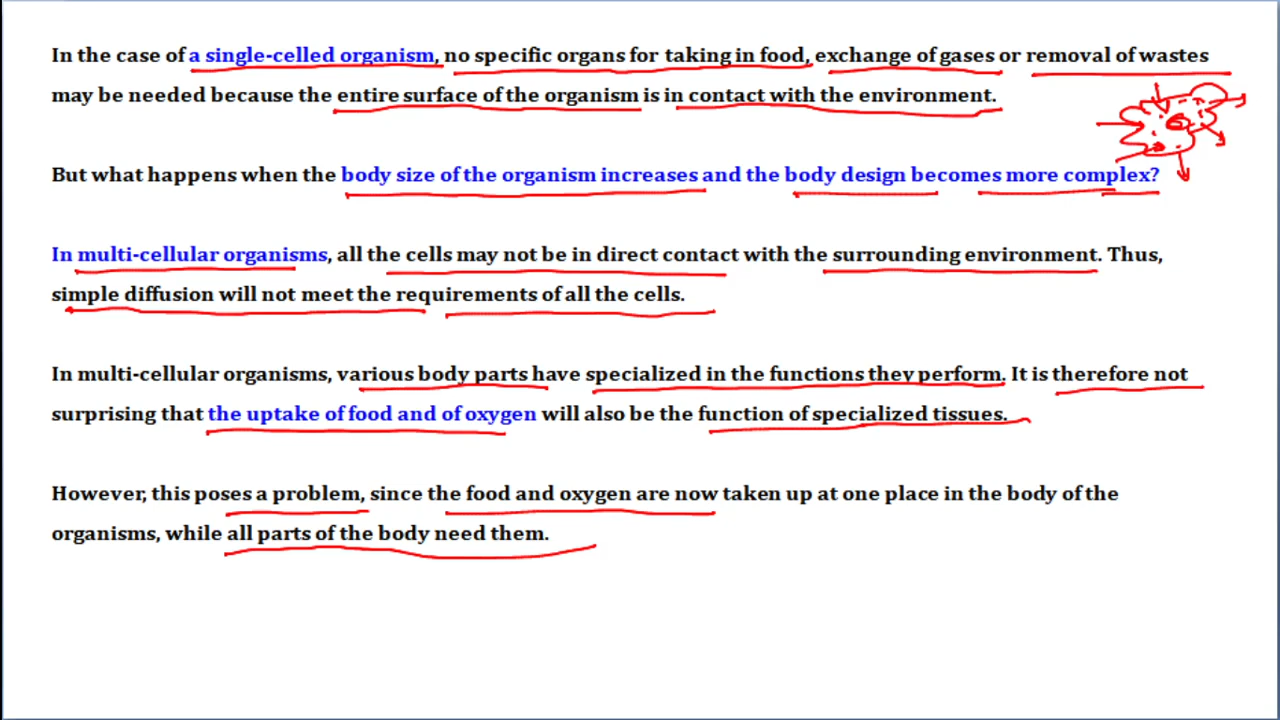 In the case of a single-celled organism, no specific organs for taking in food, exchange of gases or removal of wastes
may be needed because the entire surface of the organism is in contact with the environment.
But what happens when the body size of the organism increases and the body design becomes more complex?
In multi-cellular organisms, all the cells may not be in direct contact with the surrounding environment. Thus,
simple diffusion will not meet the requirements of all the cells.
In multi-cellular organisms, various body parts have specialized in the functions they perform. It is therefore not
surprising that the uptake of food and of oxygen will also be the function of specialized tissues.
However, this poses a problem, since the food and oxygen are now taken up at one place in the body of the
organisms, while all parts of the body need them.